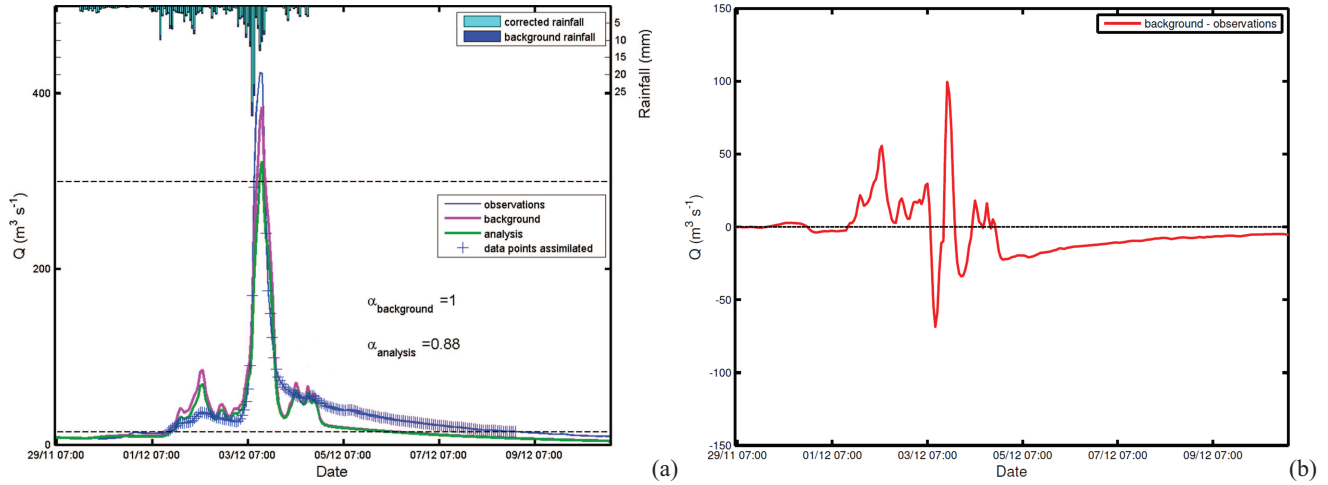 corrected rainfall
background rainfall
5
10
15
20
25
Rainfall (mm)
400
200
0
Q (m³ s⁻¹)
observations
background
analysis
data points assimilated
α_background =1
α_analysis =0.88
29/11 07:00 01/12 07:00 03/12 07:00 05/12 07:00 07/12 07:00 09/12 07:00
Date
(a)
background - observations
150
100
50
0
-50
-100
-150
Q (m³ s⁻¹)
29/11 07:00 01/12 07:00 03/12 07:00 05/12 07:00 07/12 07:00 09/12 07:00
Date
(b)